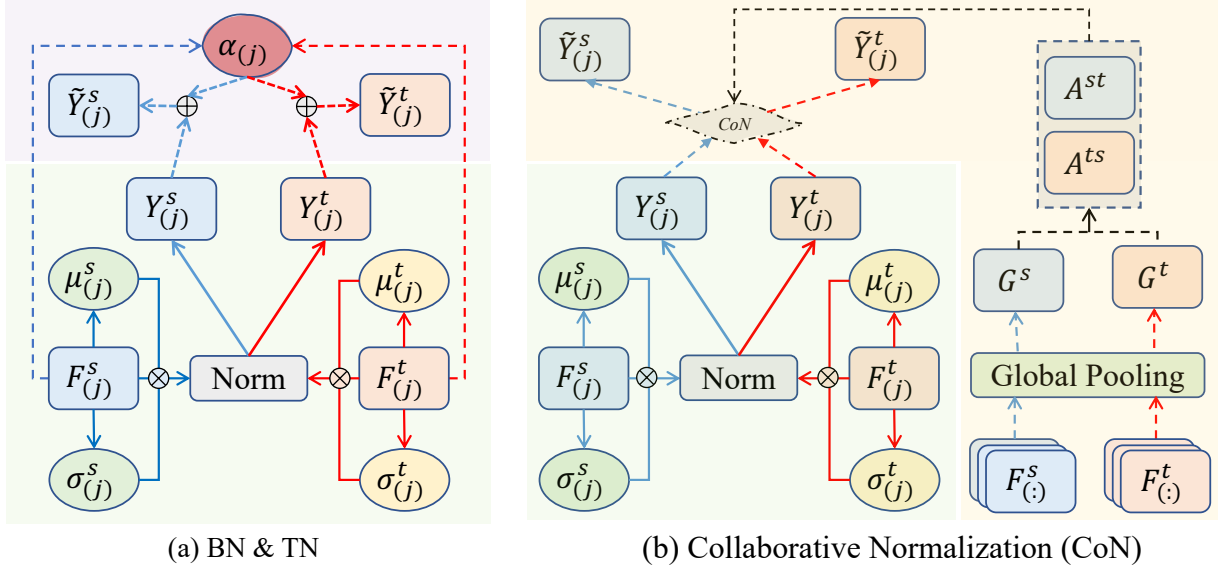 α(j)
Ỹ^s_(j) ⊕ ⊕ Ỹ^t_(j)
Y^s_(j) Y^t_(j)
μ^s_(j) μ^t_(j)
F^s_(j) ⊗ Norm ⊗ F^t_(j)
σ^s_(j) σ^t_(j)
(a) BN & TN
Ỹ^s_(j) Ỹ^t_(j)
CoN
Y^s_(j) Y^t_(j)
μ^s_(j) μ^t_(j)
F^s_(j) ⊗ Norm ⊗ F^t_(j)
σ^s_(j) σ^t_(j)
A^st
A^ts
G^s G^t
Global Pooling
F^s_(:) F^t_(:)
(b) Collaborative Normalization (CoN)